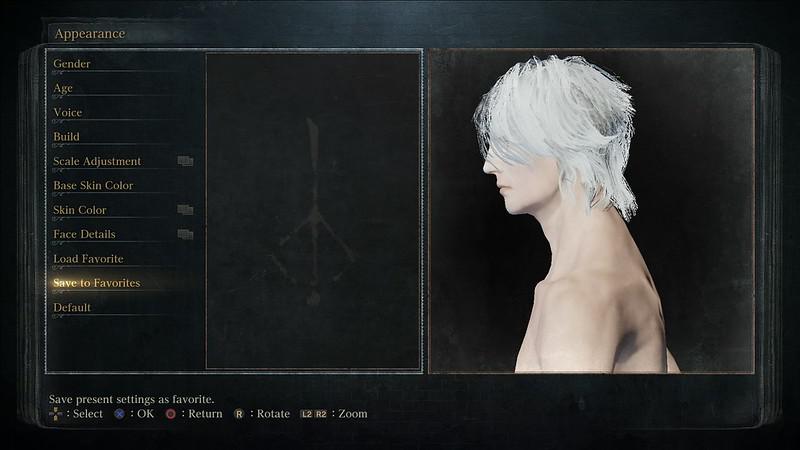 Appearance
Gender
Age
Voice
Build
Scale Adjustment
Base Skin Color
Skin Color
Face Details
Load Favorite
Save to Favorites
Default
Save present settings as favorite.
: Select : OK : Return R : Rotate L2 R2 : Zoom